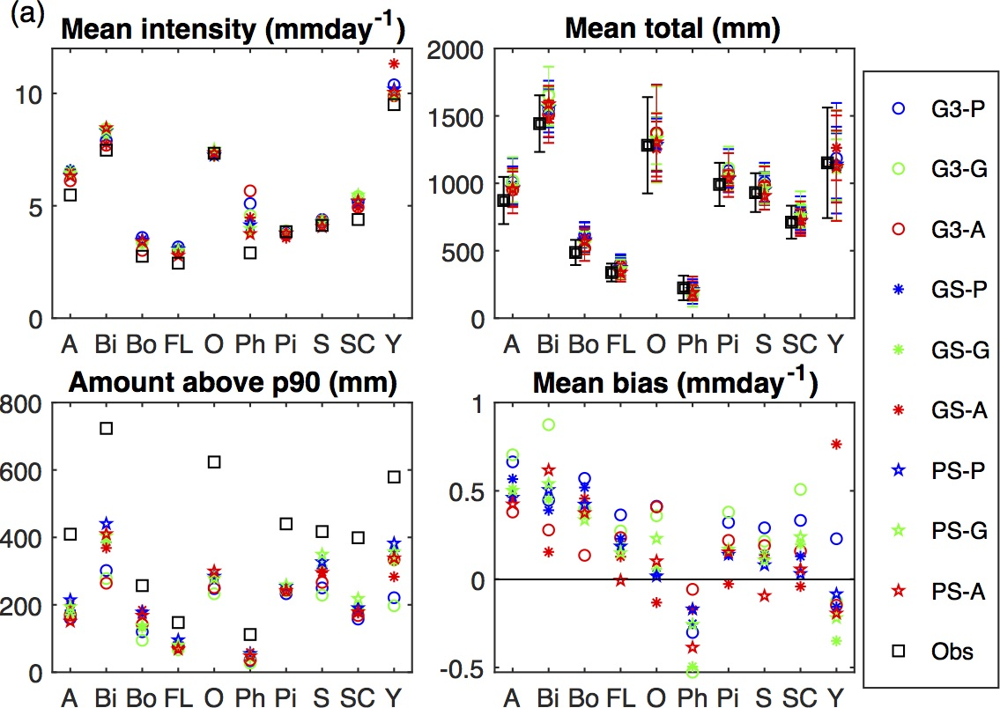 (a)
Mean intensity (mmday-1)
10
5
0
A Bi Bo FL O Ph Pi S SC Y
Mean total (mm)
2000
1500
1000
500
0
A Bi Bo FL O Ph Pi S SC Y
Amount above p90 (mm)
800
600
400
200
0
A Bi Bo FL O Ph Pi S SC Y
Mean bias (mmday-1)
1
0.5
0
-0.5
A Bi Bo FL O Ph Pi S SC Y
G3-P
G3-G
G3-A
GS-P
GS-G
GS-A
PS-P
PS-G
PS-A
Obs